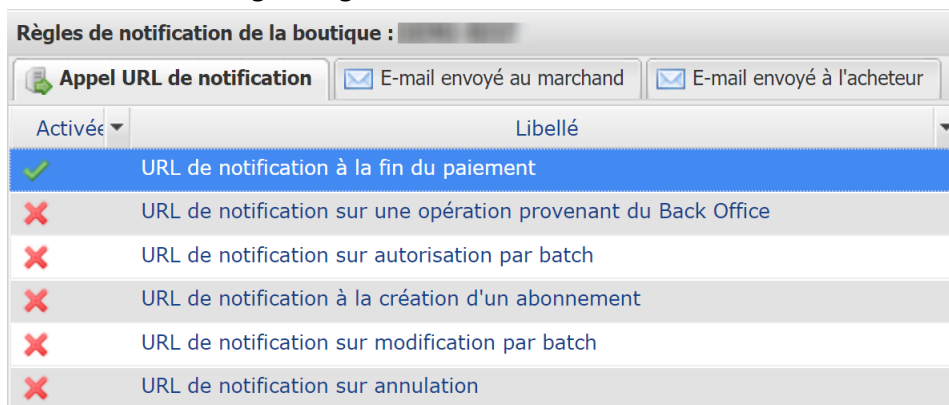 Règles de notification de la boutique :
Appel URL de notification E-mail envoyé au marchand E-mail envoyé à l'acheteur
Activée Libellé
URL de notification à la fin du paiement
URL de notification sur une opération provenant du Back Office
URL de notification sur autorisation par batch
URL de notification à la création d'un abonnement
URL de notification sur modification par batch
URL de notification sur annulation